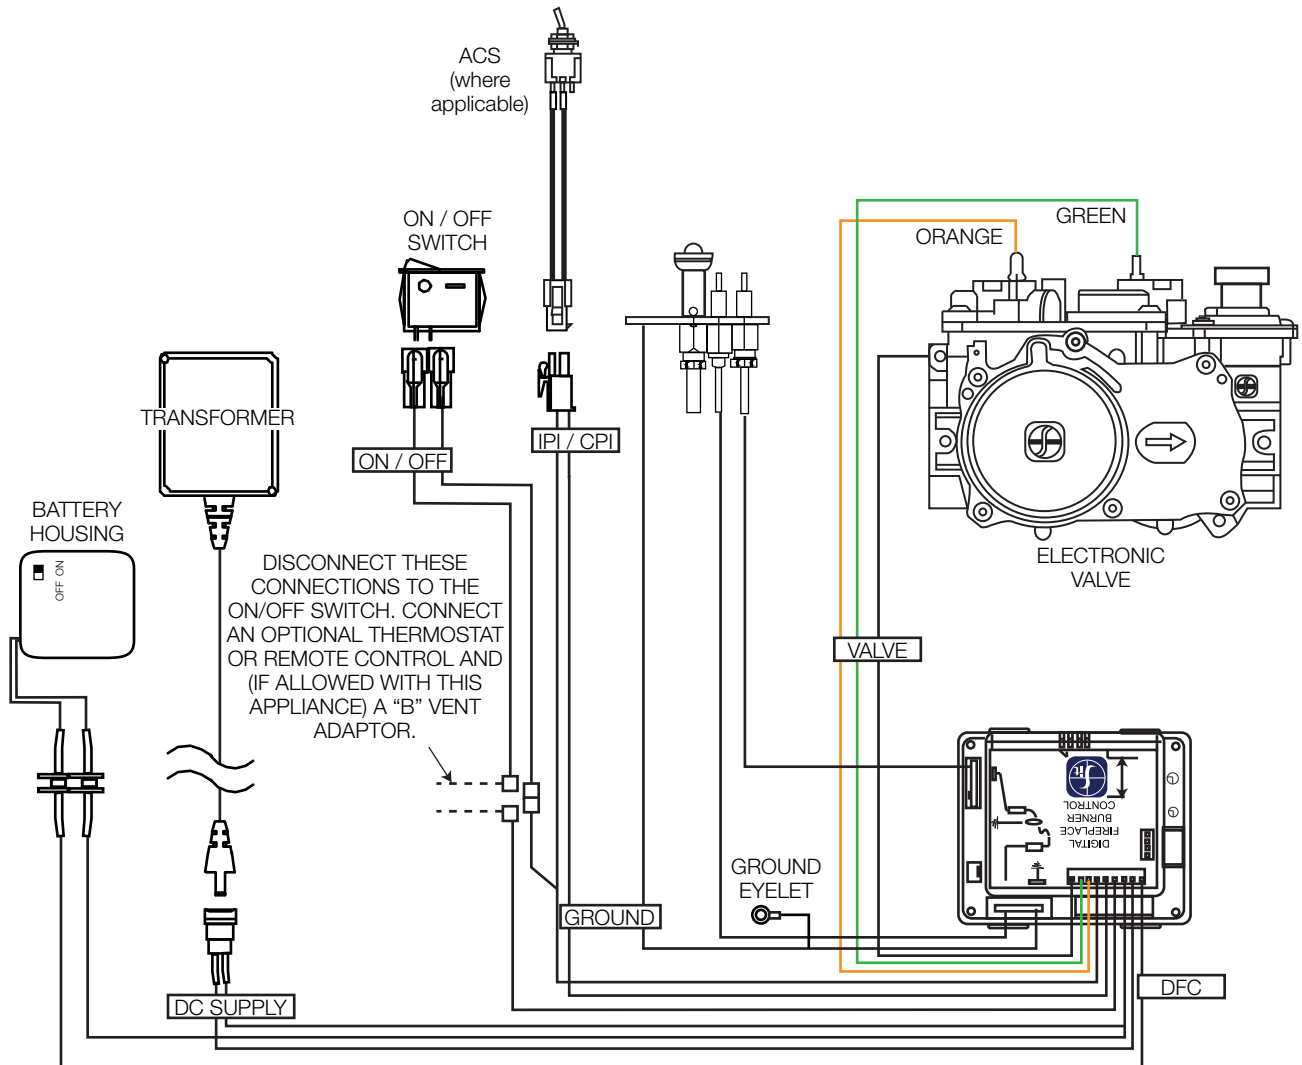 ACS
(where
applicable)
ON / OFF
SWITCH
GREEN
ORANGE
TRANSFORMER
ON / OFF
IPI / CPI
BATTERY
HOUSING
OFF ON
DISCONNECT THESE
CONNECTIONS TO THE
ON/OFF SWITCH. CONNECT
AN OPTIONAL THERMOSTAT
OR REMOTE CONTROL AND
(IF ALLOWED WITH THIS
APPLIANCE) A “B” VENT
ADAPTOR.
ELECTRONIC
VALVE
VALVE
DIGITAL
FIREPLACE
BURNER
CONTROL
GROUND
EYELET
GROUND
DFC
DC SUPPLY